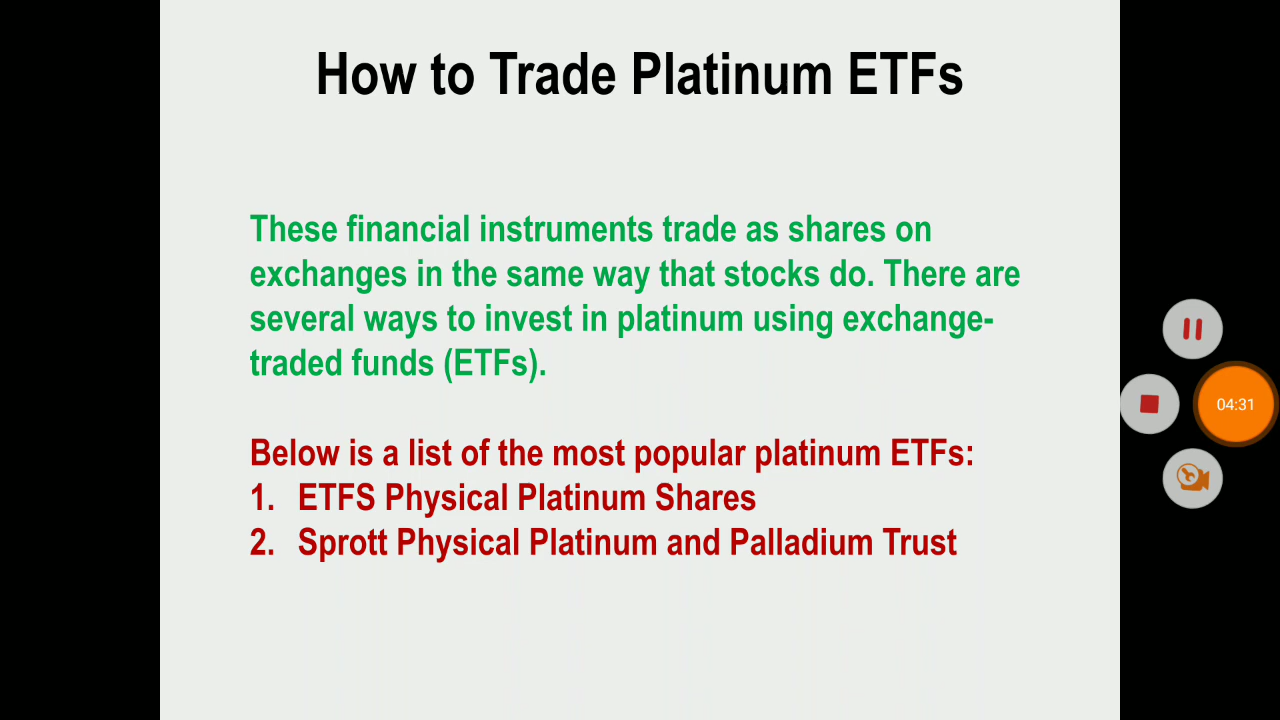 How to Trade Platinum ETFs
These financial instruments trade as shares on
exchanges in the same way that stocks do. There are
several ways to invest in platinum using exchange-
traded funds (ETFs).
Below is a list of the most popular platinum ETFs:
1. ETFS Physical Platinum Shares
2. Sprott Physical Platinum and Palladium Trust
04:31